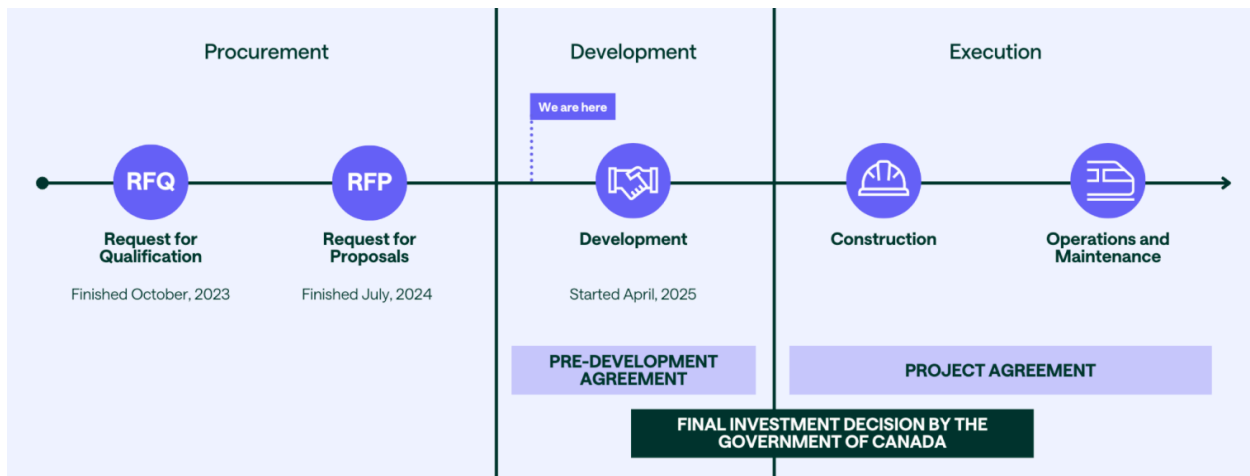 Procurement
Development
Execution
We are here
RFQ
RFP
Request for
Qualification
Request for
Proposals
Development
Construction
Operations and
Maintenance
Finished October, 2023
Finished July, 2024
Started April, 2025
PRE-DEVELOPMENT
AGREEMENT
PROJECT AGREEMENT
FINAL INVESTMENT DECISION BY THE
GOVERNMENT OF CANADA